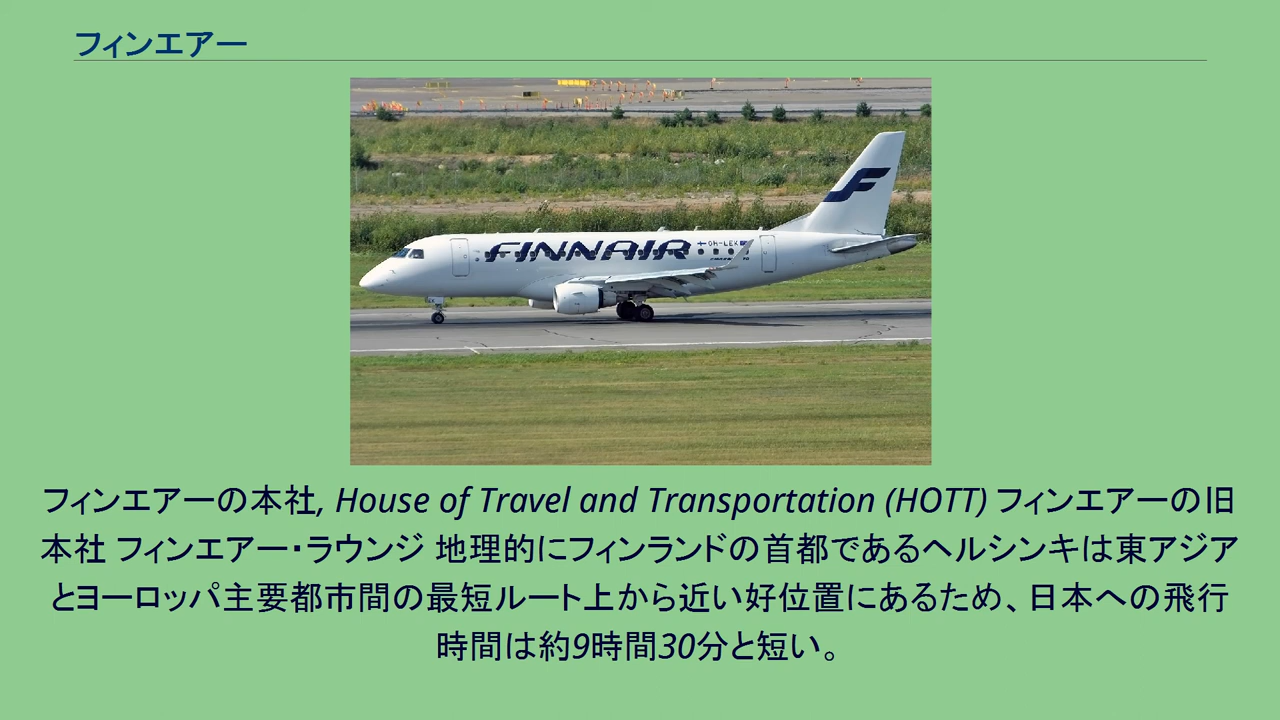 フィンエアー
FINNAIR
OH-LEK
フィンエアーの本社, House of Travel and Transportation (HOTT) フィンエアーの旧
本社 フィンエアー・ラウンジ 地理的にフィンランドの首都であるヘルシンキは東アジア
とヨーロッパ主要都市間の最短ルート上から近い好位置にあるため、日本への飛行
時間は約9時間30分と短い。